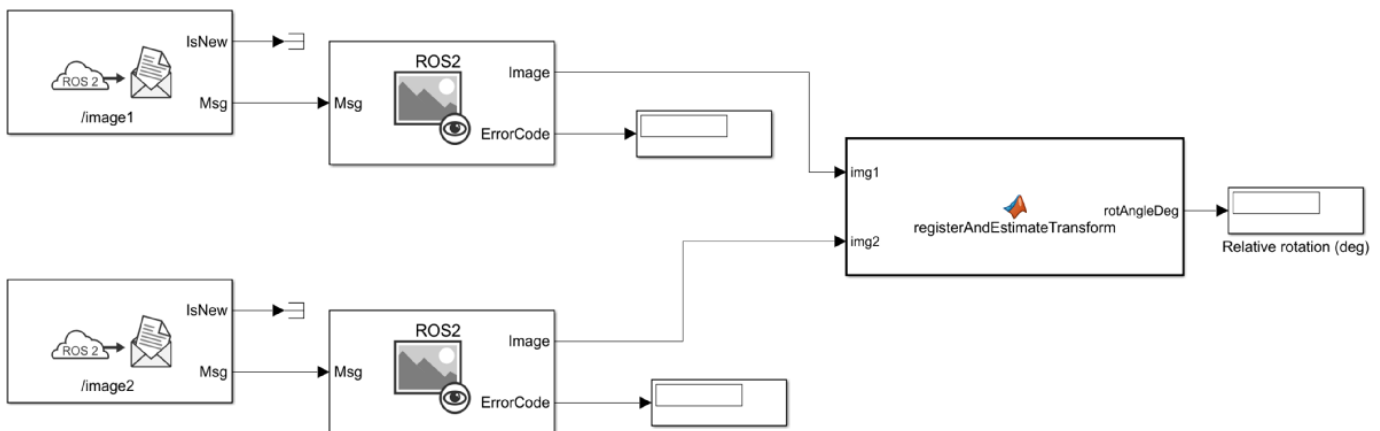 IsNew
ROS 2
Msg
/image1
ROS2
Image
Msg
ErrorCode
img1
rotAngleDeg
registerAndEstimateTransform
img2
Relative rotation (deg)
IsNew
ROS 2
Msg
/image2
ROS2
Image
Msg
ErrorCode